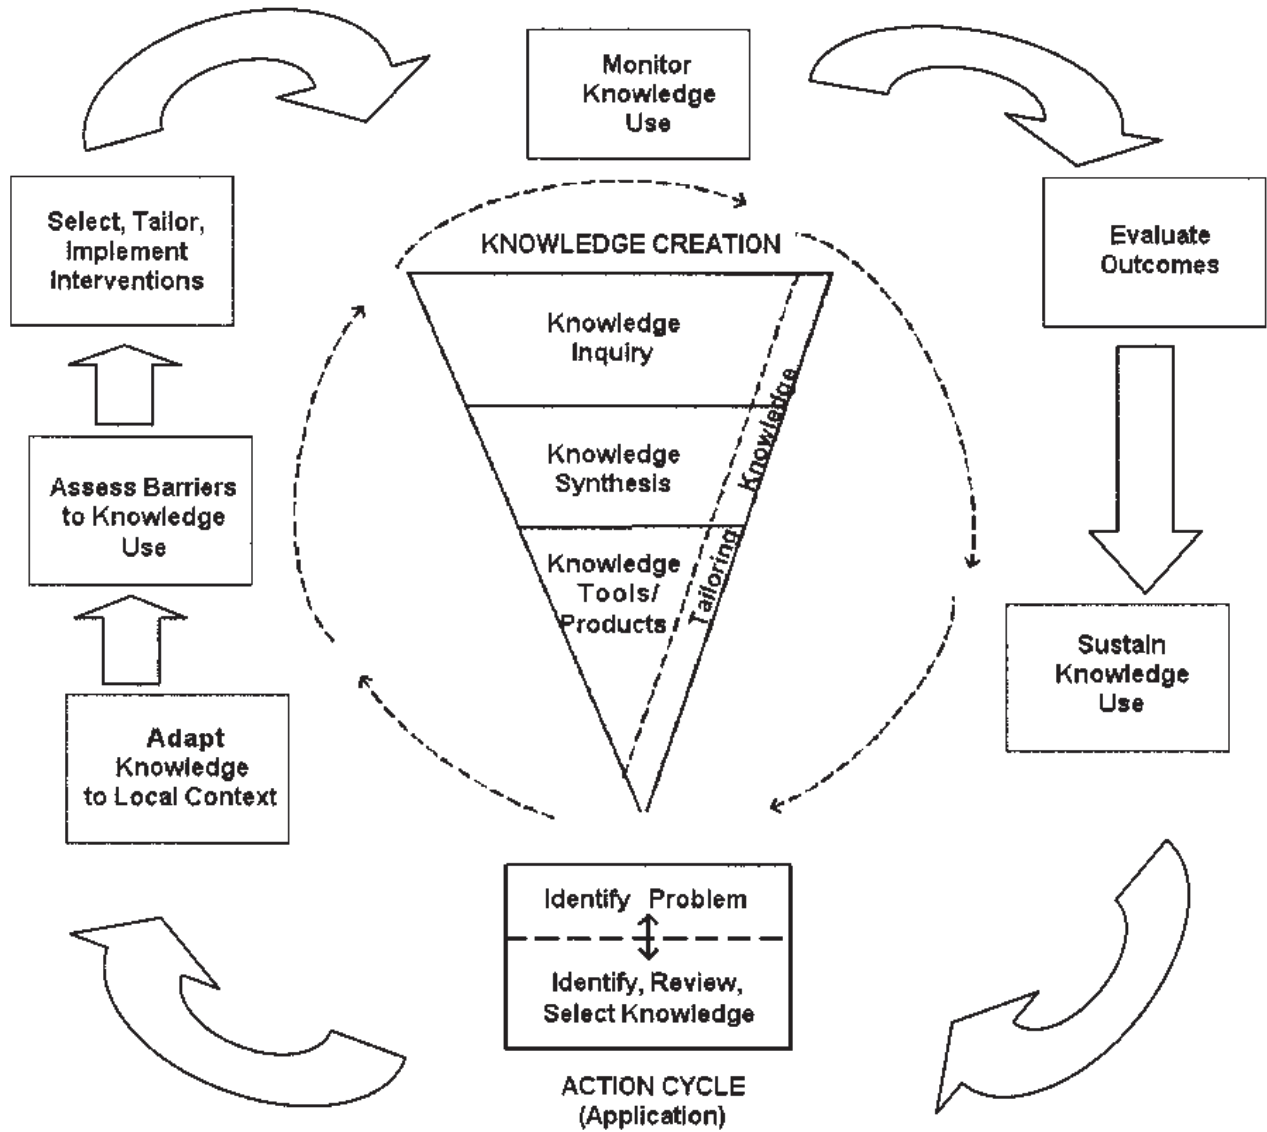 Monitor
Knowledge
Use
Select, Tailor,
Implement
Interventions
Evaluate
Outcomes
KNOWLEDGE CREATION
Knowledge
Inquiry
Knowledge
Synthesis
Knowledge
Tools/
Products
Tailoring Knowledge
Assess Barriers
to Knowledge
Use
Adapt
Knowledge
to Local Context
Sustain
Knowledge
Use
Identify Problem
Identify, Review,
Select Knowledge
ACTION CYCLE
(Application)